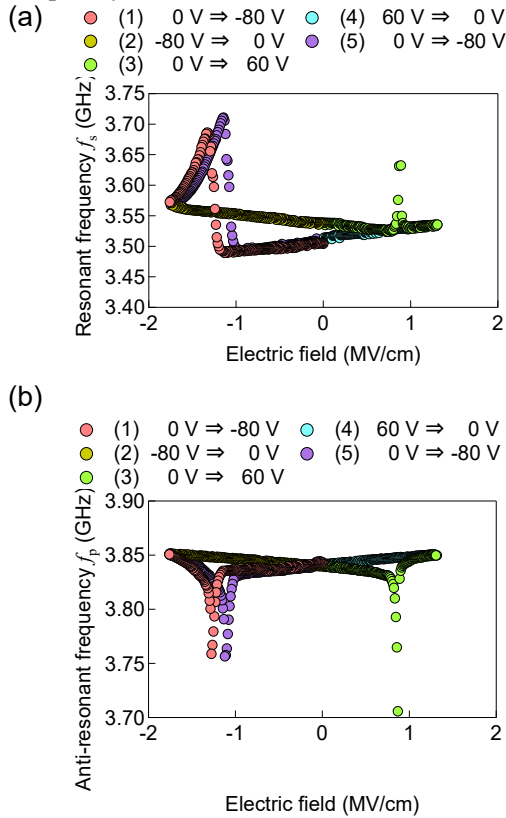 (a)
(1) 0 V ⇒ -80 V (4) 60 V ⇒ 0 V
(2) -80 V ⇒ 0 V (5) 0 V ⇒ -80 V
(3) 0 V ⇒ 60 V
Resonant frequency fs (GHz)
3.75
3.70
3.65
3.60
3.55
3.50
3.45
3.40
-2 -1 0 1 2
Electric field (MV/cm)
(b)
(1) 0 V ⇒ -80 V (4) 60 V ⇒ 0 V
(2) -80 V ⇒ 0 V (5) 0 V ⇒ -80 V
(3) 0 V ⇒ 60 V
Anti-resonant frequency fp (GHz)
3.90
3.85
3.80
3.75
3.70
-2 -1 0 1 2
Electric field (MV/cm)